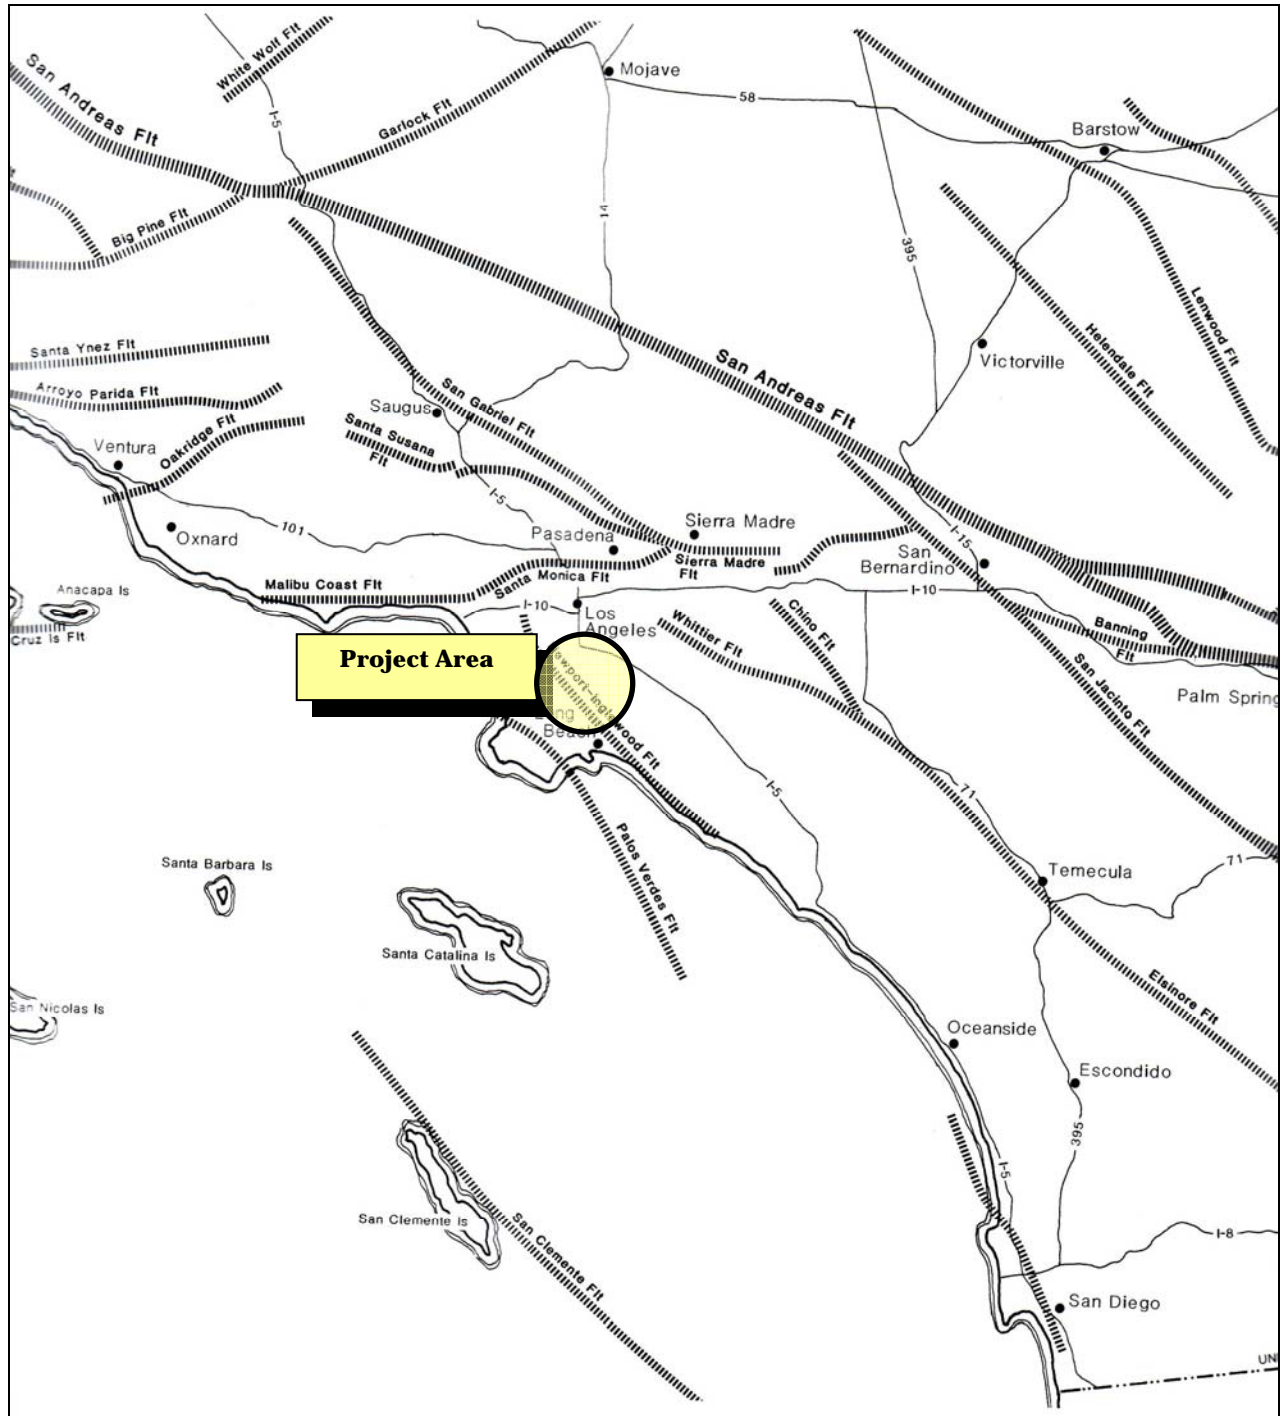 White Wolf Flt
San Andreas Flt
I-5
Garlock Flt
Mojave
58
Barstow
14
395
Big Pine Flt
Lenwood Flt
Helendale Flt
Victorville
Santa Ynez Flt
Arroyo Parida Flt
San Andreas Flt
San Gabriel Flt
Saugus
Santa Susana
Flt
Oakridge Flt
Ventura
I-5
101
Oxnard
Pasadena
Sierra Madre
Sierra Madre
Flt
San
Bernardino
I-15
Santa Monica Flt
Malibu Coast Flt
Anacapa Is
Cruz Is Flt
I-10
I-10
Los
Angeles
Whittier Flt
Chino Flt
Banning
Flt
San Jacinto Flt
Palm Spring
Project Area
wport-Inglewood Flt
Long
Beach
I-5
71
Palos Verdes Flt
Temecula
71
Santa Barbara Is
Santa Catalina Is
San Nicolas Is
Elsinore Flt
Oceanside
Escondido
395
I-5
San Clemente Is
San Clemente Flt
I-8
San Diego
UN